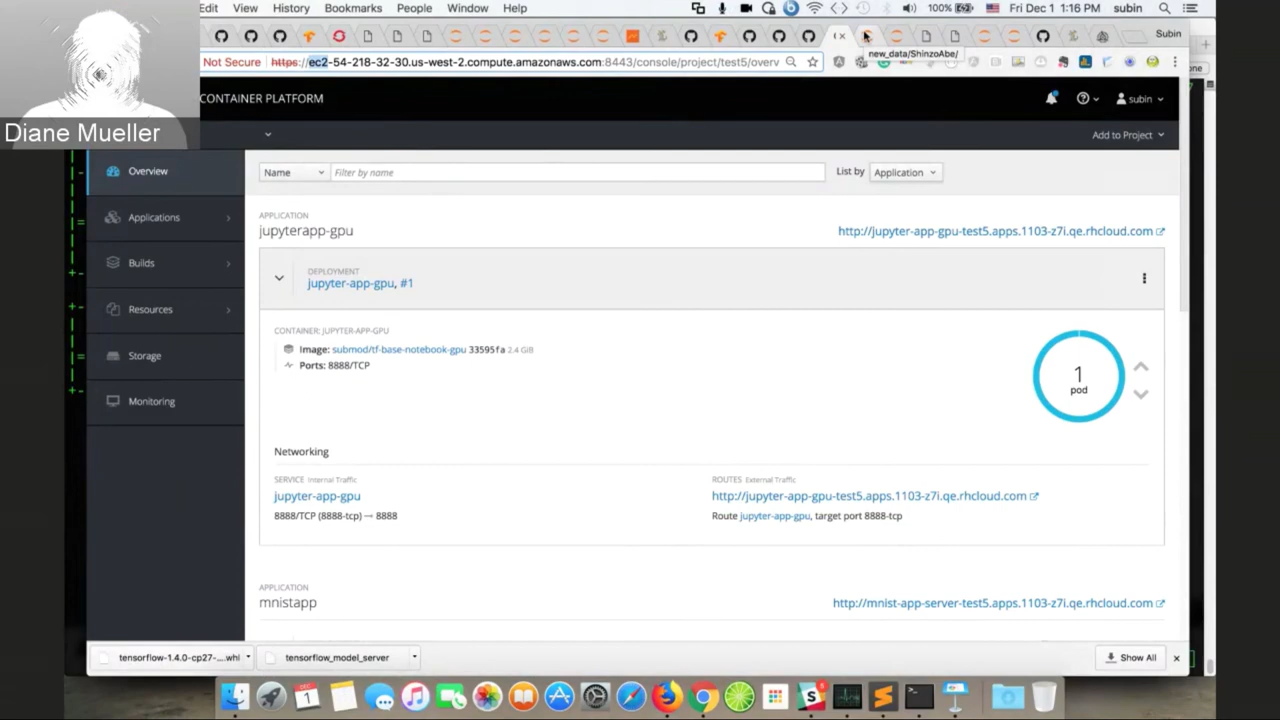 Edit View History Bookmarks People Window Help 100% Fri Dec 1 1:16 PM subin
Subin
Not Secure https://ec2-54-218-32-30.us-west-2.compute.amazonaws.com:8443/console/project/test5/overv
new_data/ShinzoAbe/
Diane Mueller
CONTAINER PLATFORM
subin
Add to Project
Overview
Applications
Builds
Resources
Storage
Monitoring
Name Filter by name List by Application
APPLICATION
jupyterapp-gpu http://jupyter-app-gpu-test5.apps.1103-z7i.qe.rhcloud.com
DEPLOYMENT
jupyter-app-gpu, #1
CONTAINER: JUPYTER-APP-GPU
Image: submod/tf-base-notebook-gpu 33595fa 2.4 GiB
Ports: 8888/TCP
1
pod
Networking
SERVICE Internal Traffic
jupyter-app-gpu
8888/TCP (8888-tcp) → 8888
ROUTES External Traffic
http://jupyter-app-gpu-test5.apps.1103-z7i.qe.rhcloud.com
Route jupyter-app-gpu, target port 8888-tcp
APPLICATION
mnistapp http://mnist-app-server-test5.apps.1103-z7i.qe.rhcloud.com
tensorflow-1.4.0-cp27-....whl tensorflow_model_server Show All